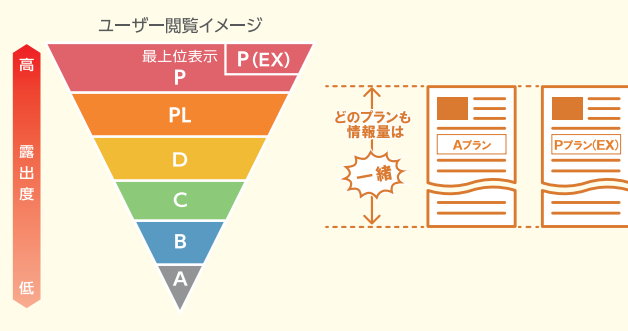 ユーザー閲覧イメージ
高
露出度
低
最上位表示
P(EX)
P
PL
D
C
B
A
どのプランも
情報量は
一緒
Aプラン
Pプラン(EX)